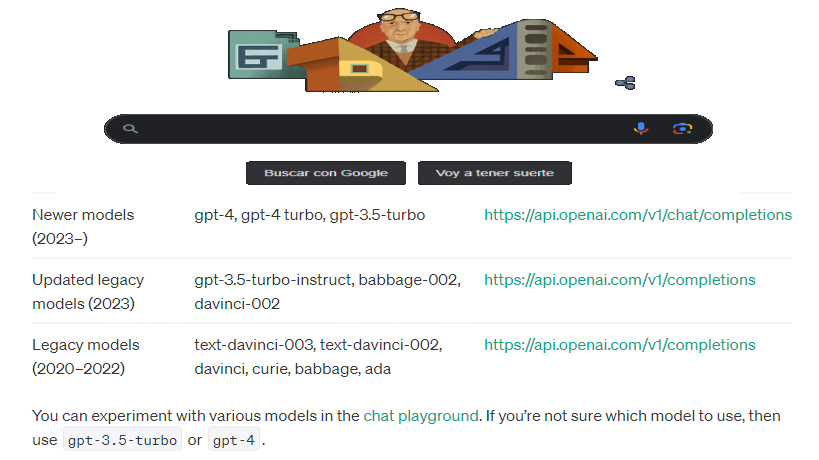 Buscar con Google Voy a tener suerte
Newer models gpt-4, gpt-4 turbo, gpt-3.5-turbo https://api.openai.com/v1/chat/completions
(2023–)
Updated legacy gpt-3.5-turbo-instruct, babbage-002, https://api.openai.com/v1/completions
models (2023) davinci-002
Legacy models text-davinci-003, text-davinci-002, https://api.openai.com/v1/completions
(2020–2022) davinci, curie, babbage, ada
You can experiment with various models in the chat playground. If you’re not sure which model to use, then
use gpt-3.5-turbo or gpt-4.